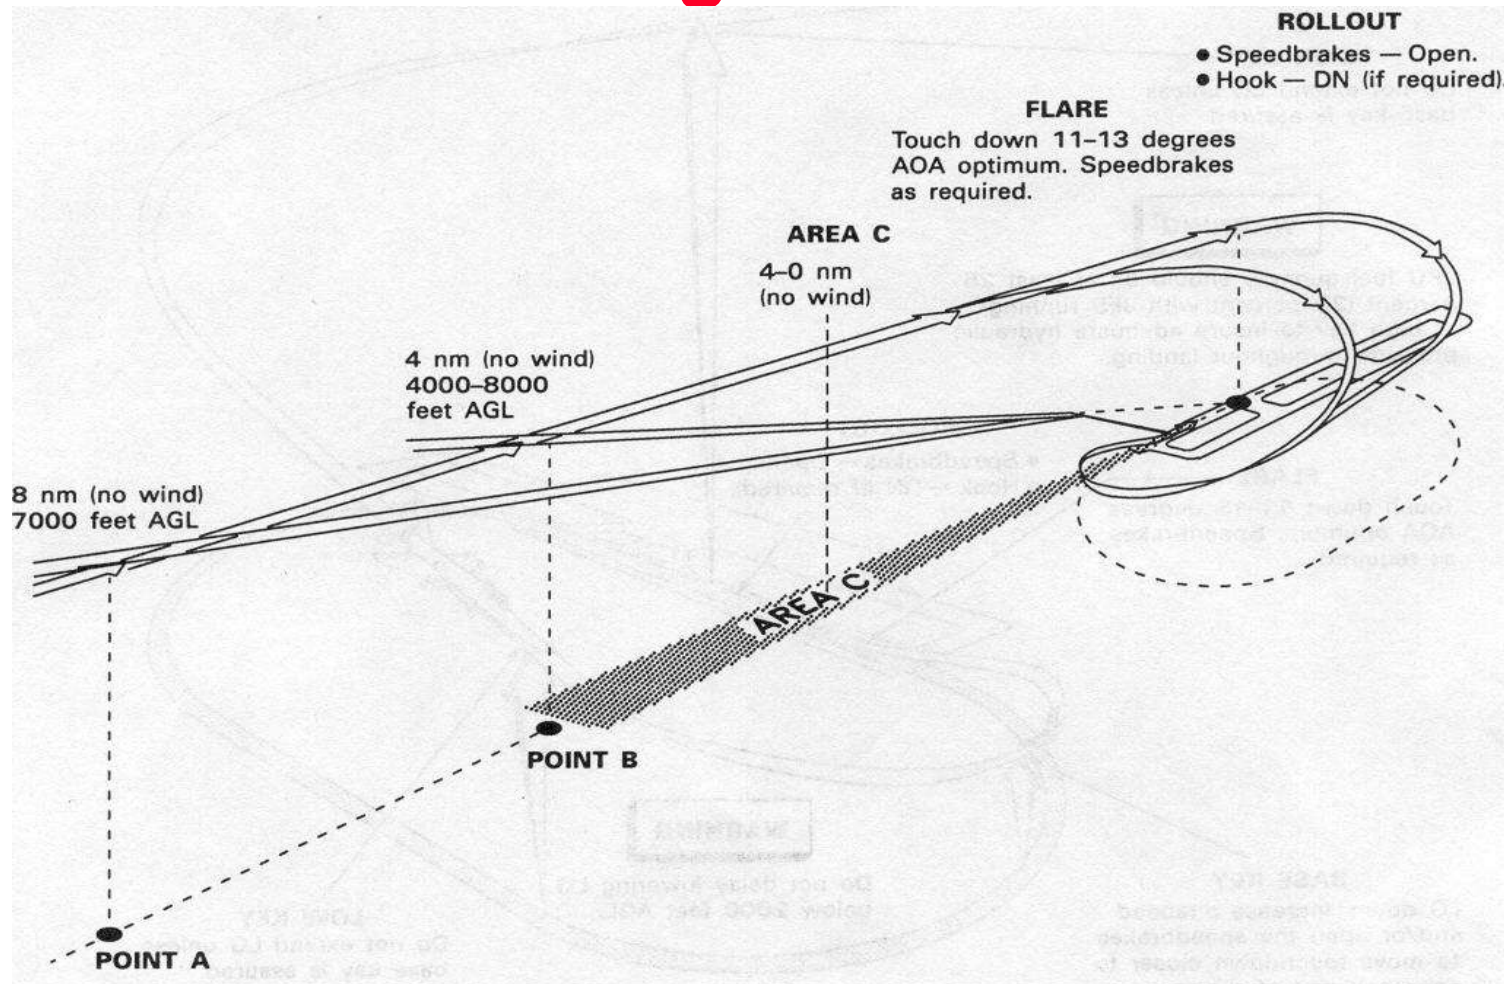 ROLLOUT
● Speedbrakes — Open.
● Hook — DN (if required).
FLARE
Touch down 11–13 degrees
AOA optimum. Speedbrakes
as required.
AREA C
4–0 nm
(no wind)
4 nm (no wind)
4000–8000
feet AGL
8 nm (no wind)
7000 feet AGL
AREA C
POINT B
POINT A